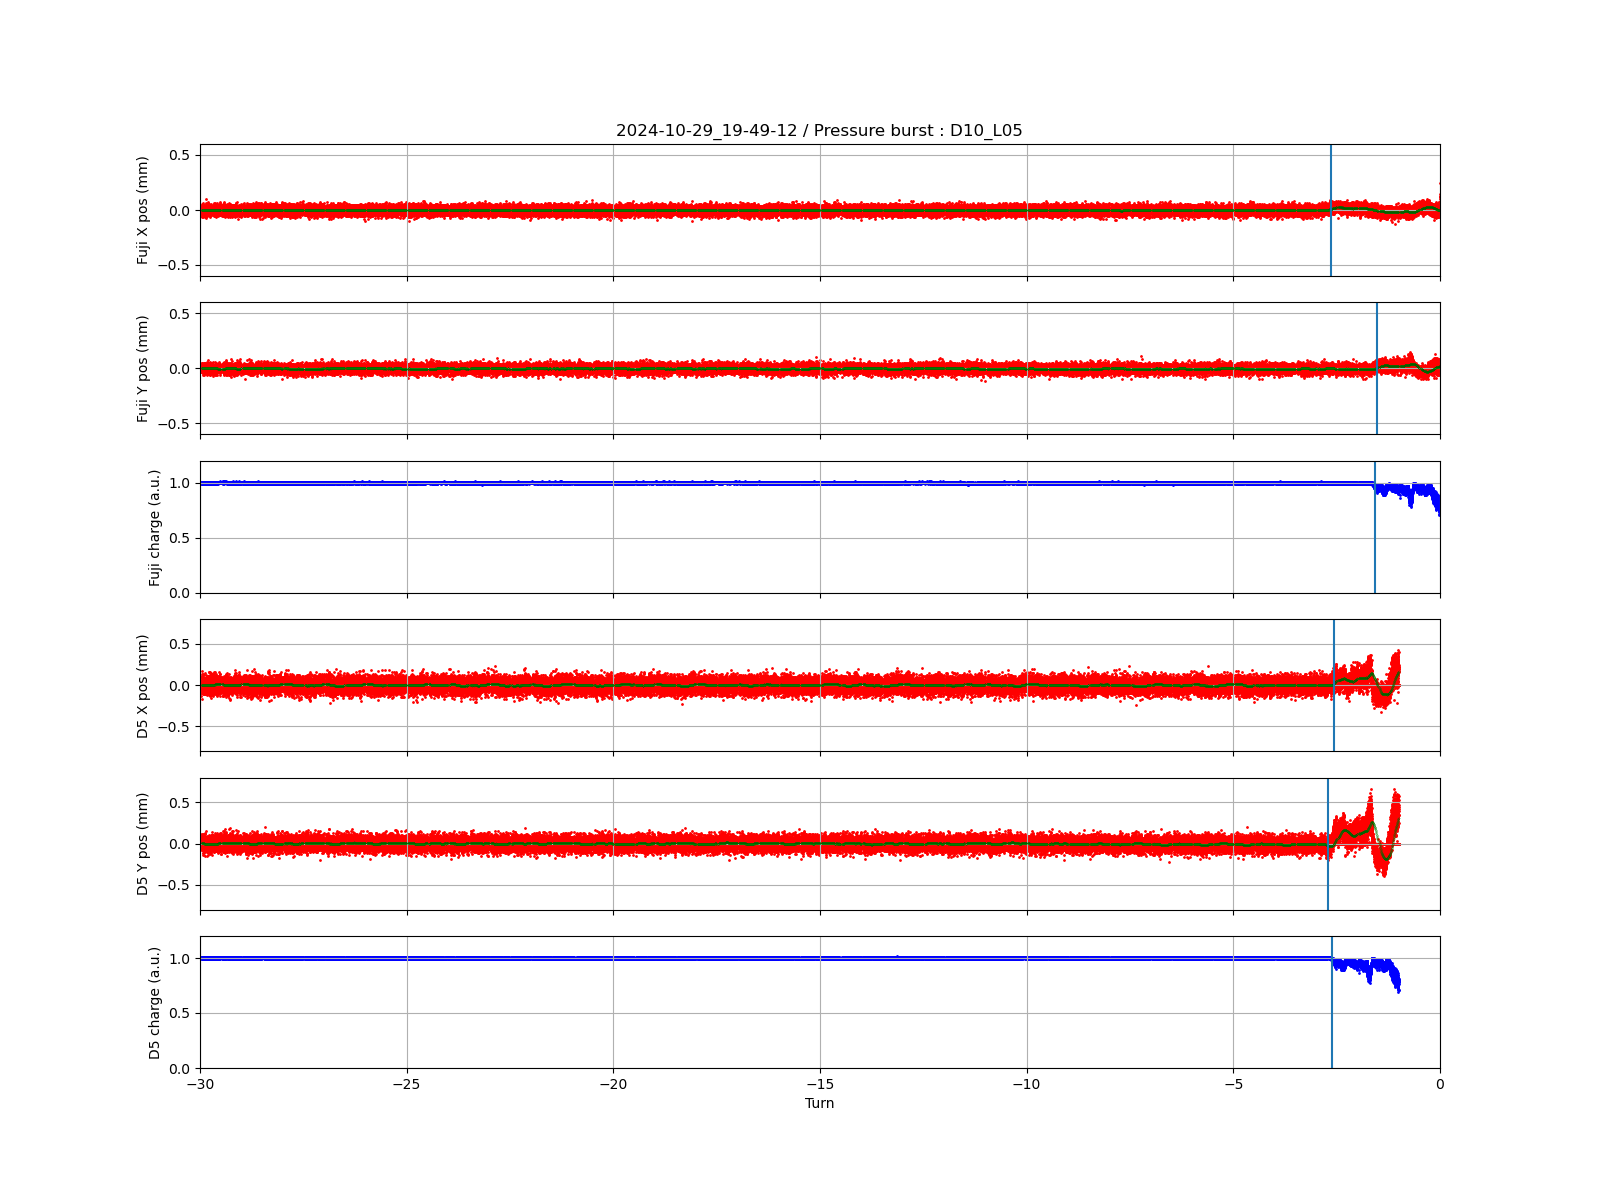 2024-10-29_19-49-12 / Pressure burst : D10_L05
Fuji X pos (mm)
0.5
0.0
−0.5
Fuji Y pos (mm)
0.5
0.0
−0.5
Fuji charge (a.u.)
1.0
0.5
0.0
D5 X pos (mm)
0.5
0.0
−0.5
D5 Y pos (mm)
0.5
0.0
−0.5
D5 charge (a.u.)
1.0
0.5
0.0
−30 −25 −20 −15 −10 −5 0
Turn